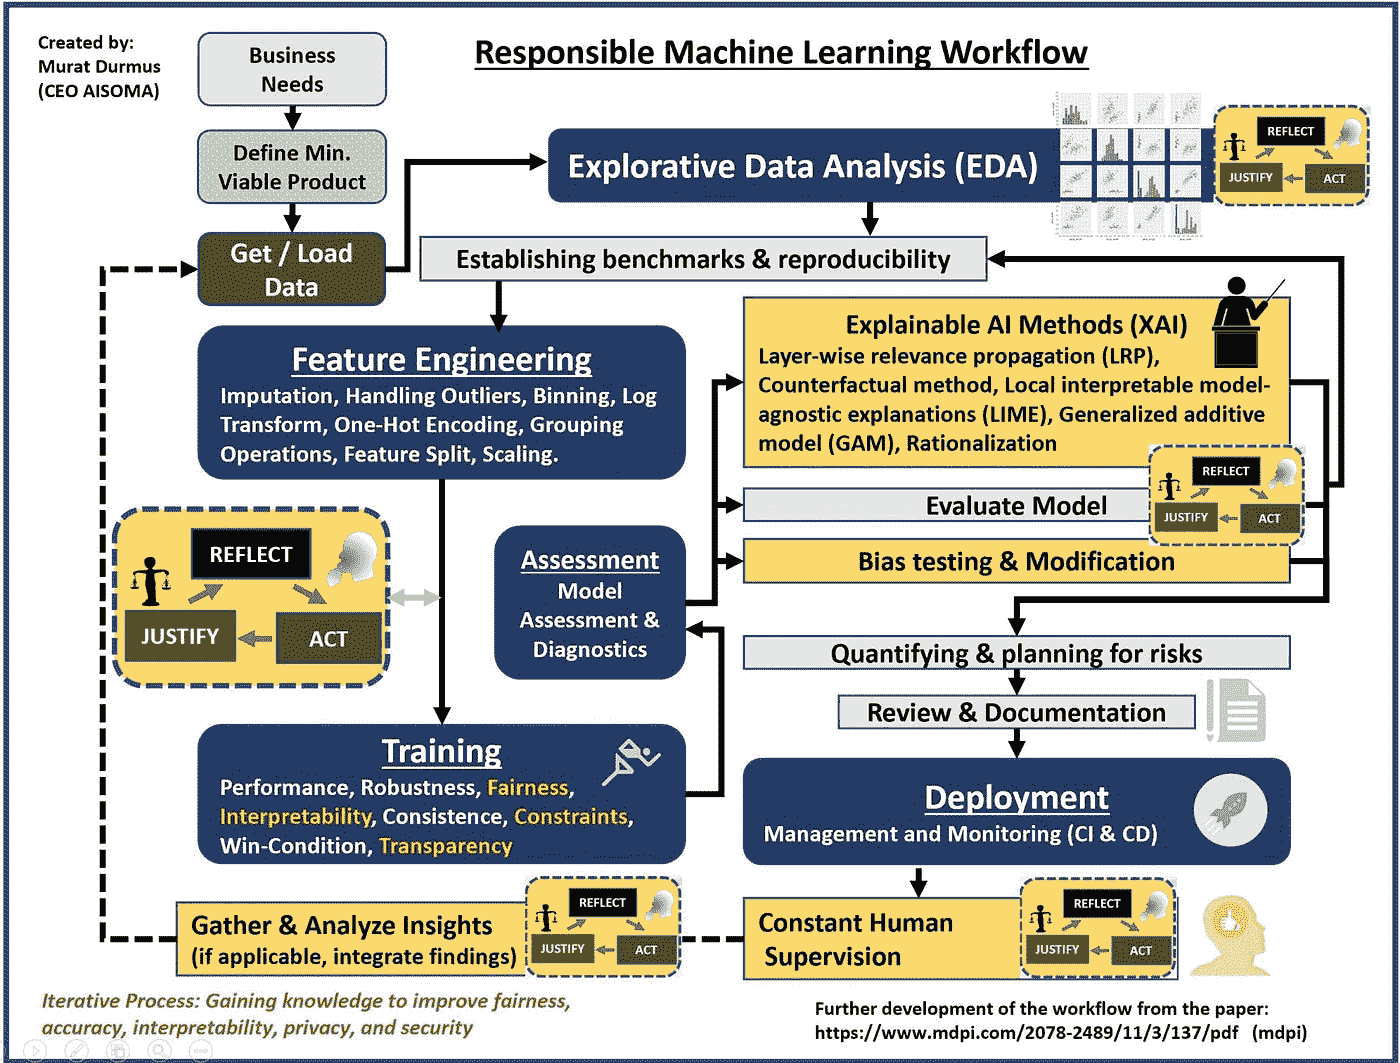 Created by:
Murat Durmus
(CEO AISOMA)
Business
Needs
Responsible Machine Learning Workflow
Define Min.
Viable Product
Explorative Data Analysis (EDA)
REFLECT
JUSTIFY
ACT
Get / Load
Data
Establishing benchmarks & reproducibility
Feature Engineering
Imputation, Handling Outliers, Binning, Log
Transform, One-Hot Encoding, Grouping
Operations, Feature Split, Scaling.
Explainable AI Methods (XAI)
Layer-wise relevance propagation (LRP),
Counterfactual method, Local interpretable model-
agnostic explanations (LIME), Generalized additive
model (GAM), Rationalization
REFLECT
JUSTIFY
ACT
Evaluate Model
Bias testing & Modification
REFLECT
JUSTIFY
ACT
Assessment
Model
Assessment &
Diagnostics
Quantifying & planning for risks
Review & Documentation
Training
Performance, Robustness, Fairness,
Interpretability, Consistence, Constraints,
Win-Condition, Transparency
Deployment
Management and Monitoring (CI & CD)
Gather & Analyze Insights
(if applicable, integrate findings)
REFLECT
JUSTIFY
ACT
Constant Human
Supervision
REFLECT
JUSTIFY
ACT
Iterative Process: Gaining knowledge to improve fairness,
accuracy, interpretability, privacy, and security
Further development of the workflow from the paper:
https://www.mdpi.com/2078-2489/11/3/137/pdf (mdpi)